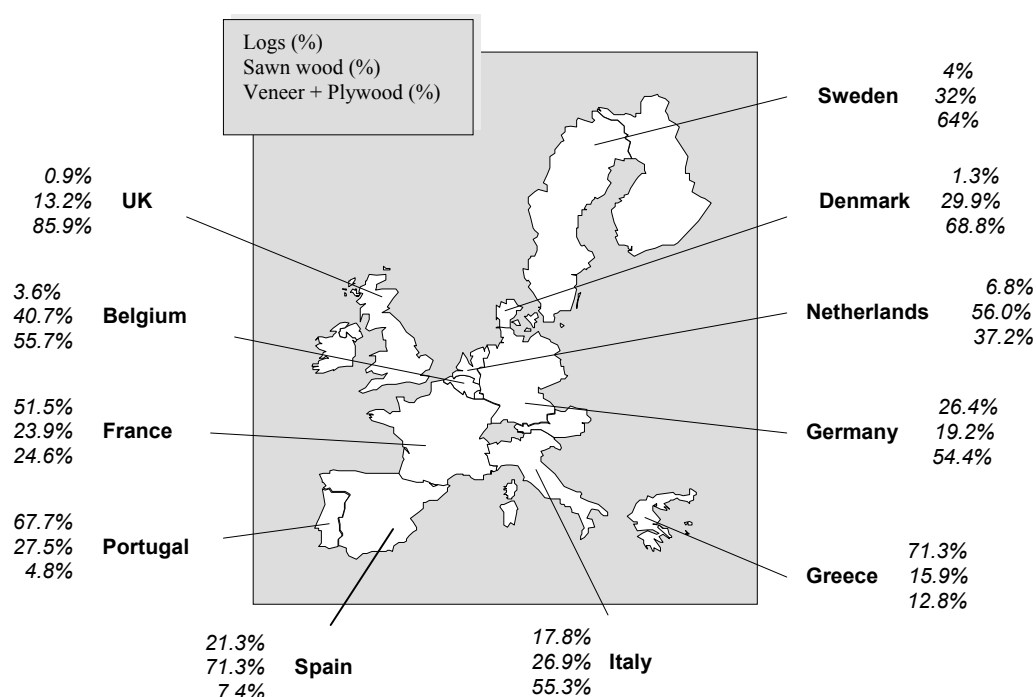 Logs (%)
Sawn wood (%)
Veneer + Plywood (%)
4%
Sweden 32%
64%
0.9%
13.2% UK
85.9%
1.3%
Denmark 29.9%
68.8%
3.6%
40.7% Belgium
55.7%
6.8%
Netherlands 56.0%
37.2%
51.5%
23.9% France
24.6%
26.4%
Germany 19.2%
54.4%
67.7%
27.5% Portugal
4.8%
71.3%
Greece 15.9%
12.8%
21.3%
71.3% Spain
7.4%
17.8%
26.9% Italy
55.3%